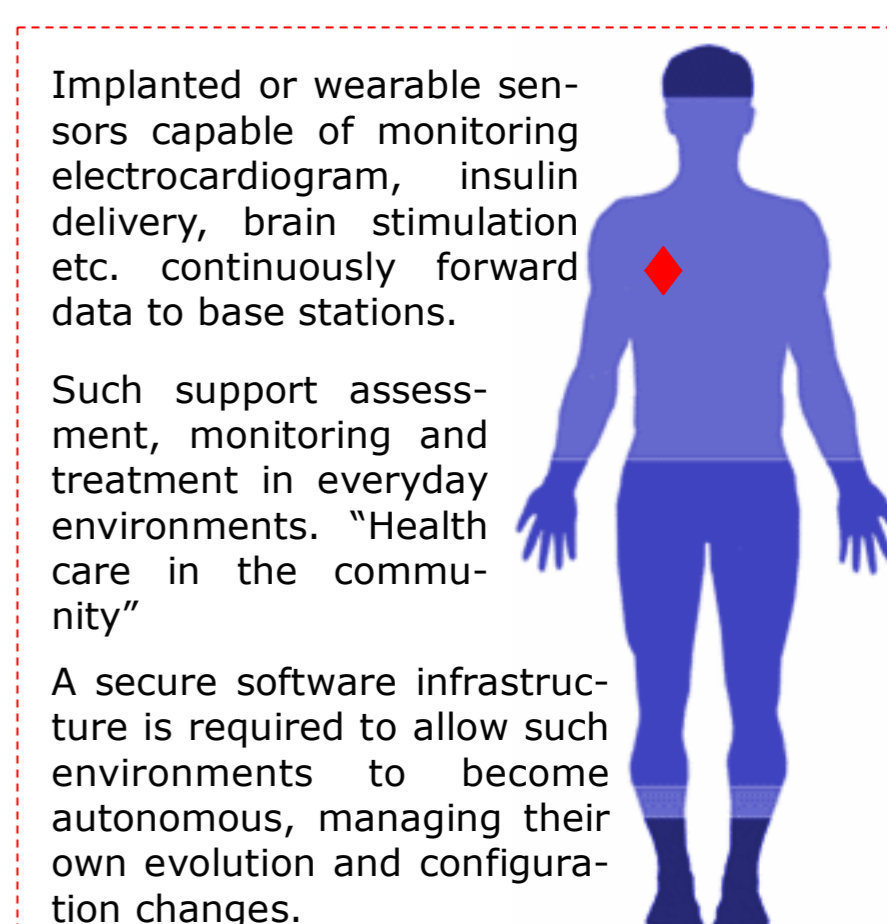 Implanted or wearable sen-
sors capable of monitoring
electrocardiogram, insulin
delivery, brain stimulation
etc. continuously forward
data to base stations.
Such support assess-
ment, monitoring and
treatment in everyday
environments. “Health
care in the commu-
nity”
A secure software infrastruc-
ture is required to allow such
environments to become
autonomous, managing their
own evolution and configura-
tion changes.